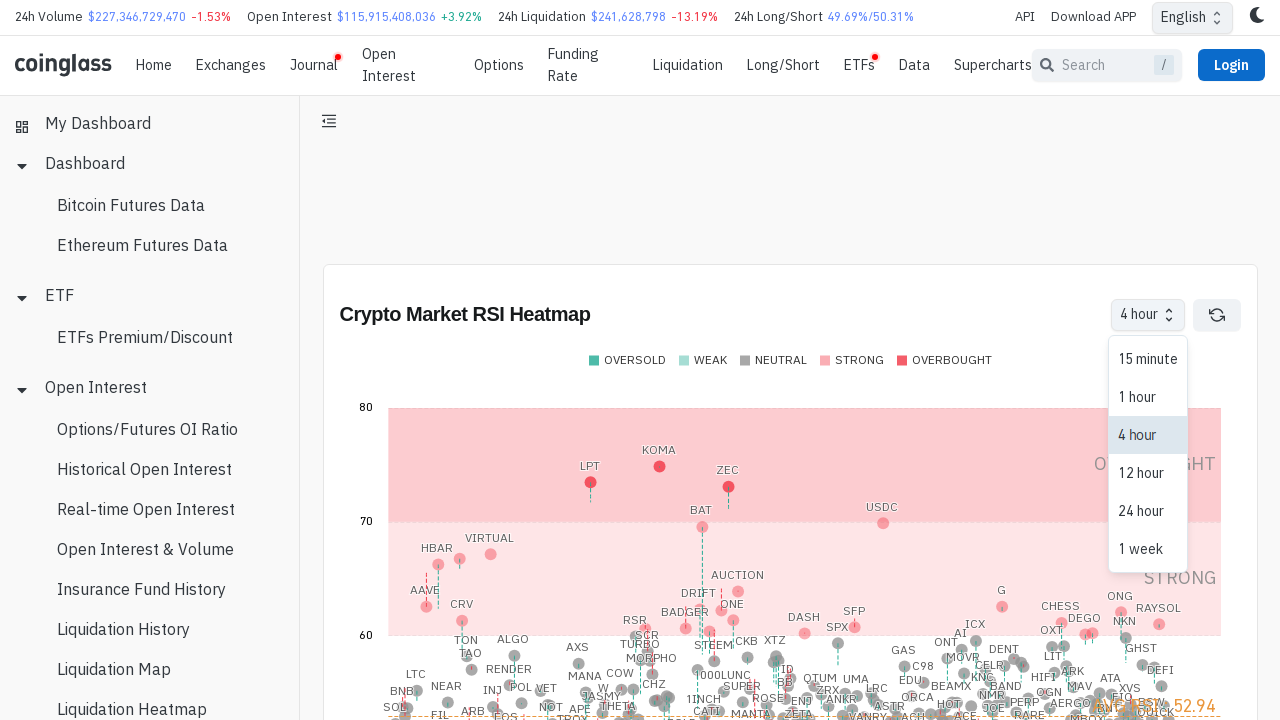 24h Volume $227,346,729,470 -1.53% Open Interest $115,915,408,036 +3.92% 24h Liquidation $241,628,798 -13.19% 24h Long/Short 49.69%/50.31% API Download APP English
coinglass Home Exchanges Journal Open Interest Options Funding Rate Liquidation Long/Short ETFs Data Supercharts Search / Login
My Dashboard
Dashboard
Bitcoin Futures Data
Ethereum Futures Data
ETF
ETFs Premium/Discount
Open Interest
Options/Futures OI Ratio
Historical Open Interest
Real-time Open Interest
Open Interest & Volume
Insurance Fund History
Liquidation History
Liquidation Map
Liquidation Heatmap
Crypto Market RSI Heatmap
4 hour
15 minute
1 hour
4 hour
12 hour
24 hour
1 week
OVERSOLD WEAK NEUTRAL STRONG OVERBOUGHT
80
KOMA
LPT ZEC
70
BAT USDC
VIRTUAL
HBAR
STRONG
AUCTION
AAVE DRIFT G
CRV ONE ONG
BADGER SFP CHESS RAYSOL
RSR DASH DEGO NKN
60
SPX ICX OXT
TON ALGO SCR CKB XTZ AI
TAO AXS TURBO ONT DENT GHST
MORPHO GAS MOVR LIT
RENDER C98 CELR DEFI
LTC MANA COW 1000LUNC ID EDU KNC HIFI ARK ATA
BNB NEAR INJ POL VET CHZ SUPER BB OTUM UMA LRC BEAMX BAND OGN MAV XVS
SOL JASMY 1INCH ROSE ZRX ANKR ORCA NMR PERP AERGO FIO BSW
FIL ARB EOS NOT APE THETA CATI MANTA ENJ ZETA ASTR HOT JOE RARE BNT QUICK
TRX VANRY ACH ACE MBOX 52.94